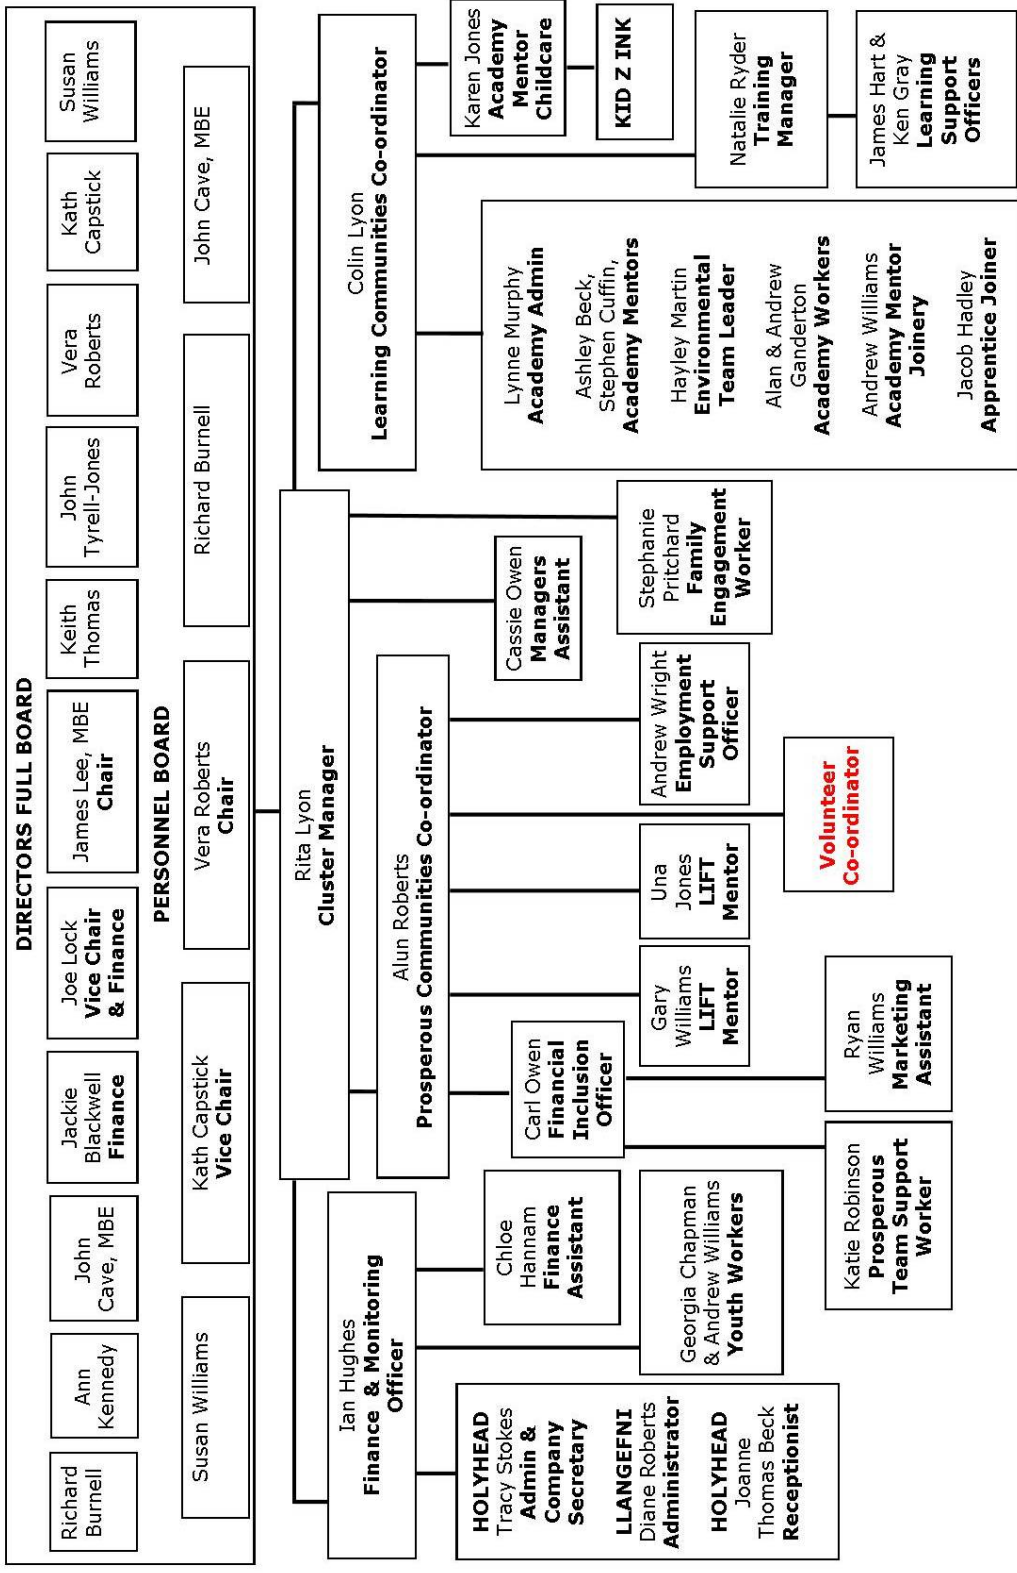 DIRECTORS FULL BOARD
Richard
Burnell
Ann
Kennedy
John
Cave, MBE
Jackie
Blackwell
Finance
Joe Lock
Vice Chair
& Finance
James Lee, MBE
Chair
Keith
Thomas
John
Tyrell-Jones
Vera
Roberts
Kath
Capstick
Susan
Williams
PERSONNEL BOARD
Susan Williams
Kath Capstick
Vice Chair
Vera Roberts
Chair
Richard Burnell
John Cave, MBE
Rita Lyon
Cluster Manager
Ian Hughes
Finance & Monitoring
Officer
Alun Roberts
Prosperous Communities Co-ordinator
Colin Lyon
Learning Communities Co-ordinator
HOLYHEAD
Tracy Stokes
Admin &
Company
Secretary
LLANGEFNI
Diane Roberts
Administrator
HOLYHEAD
Joanne
Thomas Beck
Receptionist
Chloe
Hannam
Finance
Assistant
Georgia Chapman
& Andrew Williams
Youth Workers
Carl Owen
Financial
Inclusion
Officer
Katie Robinson
Prosperous
Team Support
Worker
Ryan
Williams
Marketing
Assistant
Gary
Williams
LIFT
Mentor
Una
Jones
LIFT
Mentor
Volunteer
Co-ordinator
Andrew Wright
Employment
Support
Officer
Cassie Owen
Managers
Assistant
Stephanie
Pritchard
Family
Engagement
Worker
Lynne Murphy
Academy Admin
Ashley Beck,
Stephen Cuffin,
Academy Mentors
Hayley Martin
Environmental
Team Leader
Alan & Andrew
Ganderton
Academy Workers
Andrew Williams
Academy Mentor
Joinery
Jacob Hadley
Apprentice Joiner
Karen Jones
Academy
Mentor
Childcare
KID Z INK
Natalie Ryder
Training
Manager
James Hart &
Ken Gray
Learning
Support
Officers